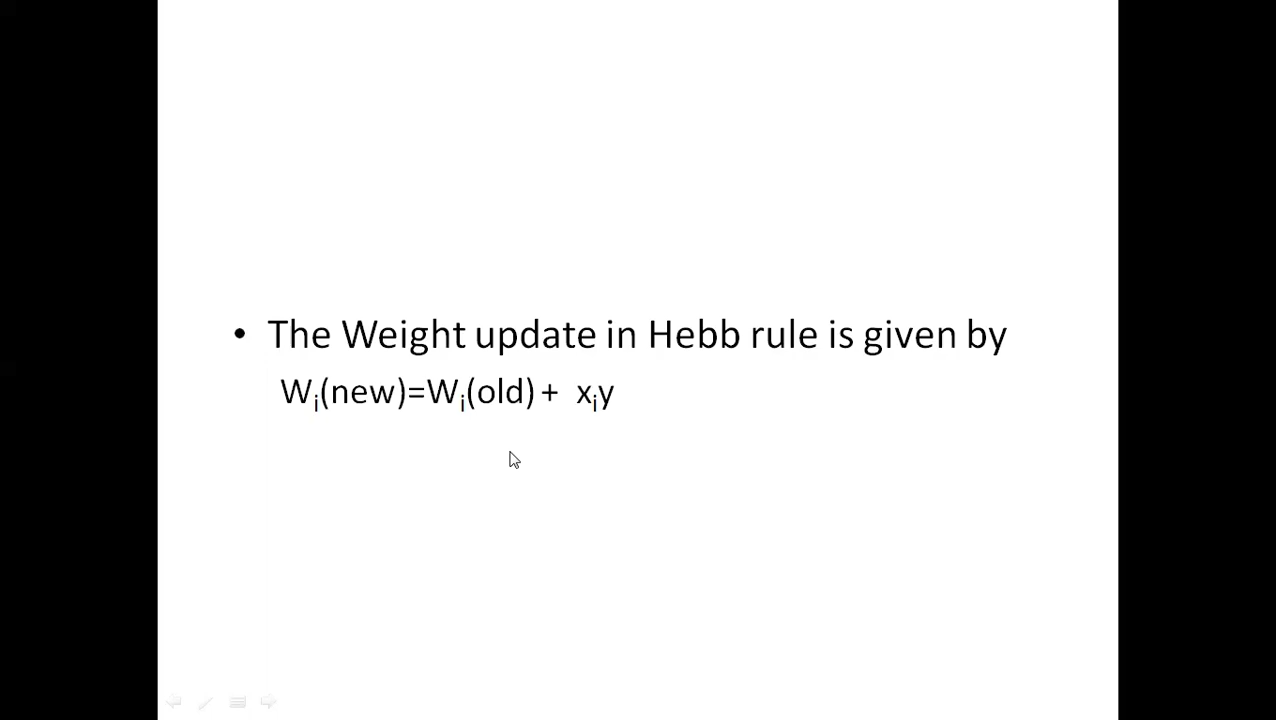 • The Weight update in Hebb rule is given by
Wᵢ(new)=Wᵢ(old) + xᵢy